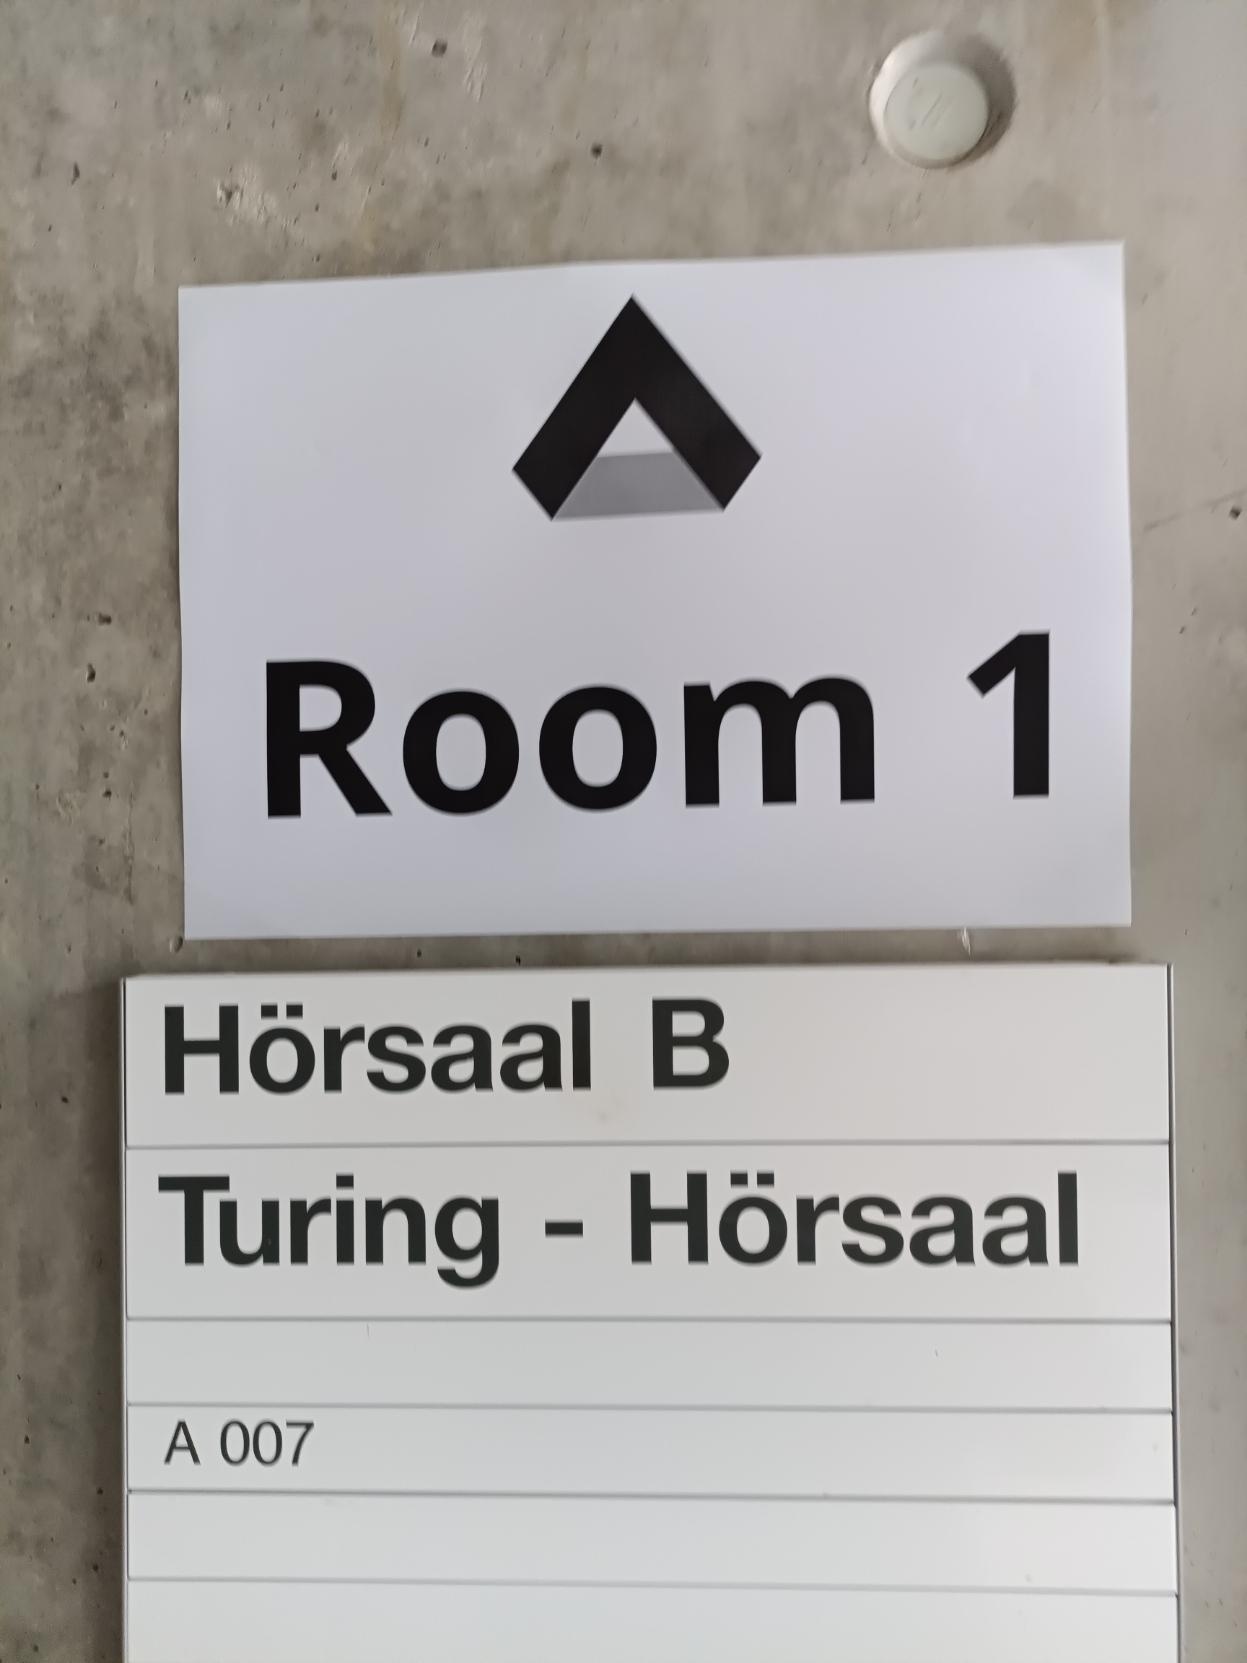 Room 1
Hörsaal B
Turing - Hörsaal
A 007